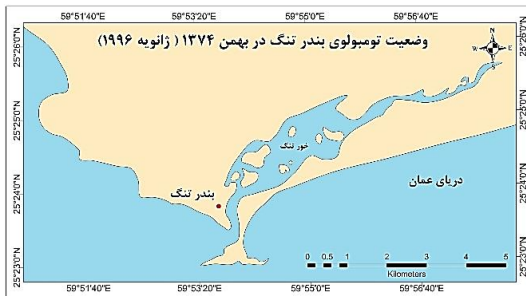 59°51'40"E 59°53'20"E 59°55'0"E 59°56'40"E
وضعیت تومبولوی بندر تنگ در بهمن ۱۳۷۴ ( ژانویه ۱۹۹۶)
N
W E
S
25°26'0"N 25°26'0"N
25°25'0"N 25°25'0"N
خور تنگ
25°24'0"N 25°24'0"N
بندر تنگ
دریای عمان
25°23'0"N 25°23'0"N
0 0.5 1 2 3 4 5
Kilometers
59°51'40"E 59°53'20"E 59°55'0"E 59°56'40"E